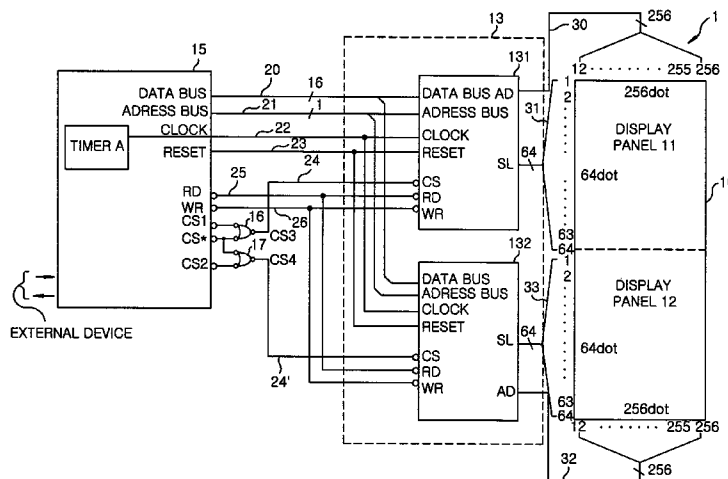 1
256
30
12 ........ 255 256
13
131
15
20
16
DATA BUS
DATA BUS AD
1
2
31
256dot
21
1
ADRESS BUS
ADRESS BUS
TIMER A
CLOCK
22
CLOCK
DISPLAY
PANEL 11
RESET
23
24
RESET
SL
64
64dot
10
25
CS
RD
RD
WR
26
WR
CS1
16
CS3
63
64
CS*
17
CS4
132
1
2
CS2
DATA BUS
ADRESS BUS
33
DISPLAY
PANEL 12
CLOCK
EXTERNAL DEVICE
RESET
SL
64
64dot
24'
CS
RD
WR
AD
63
64
256dot
12 ........ 255 256
32
256